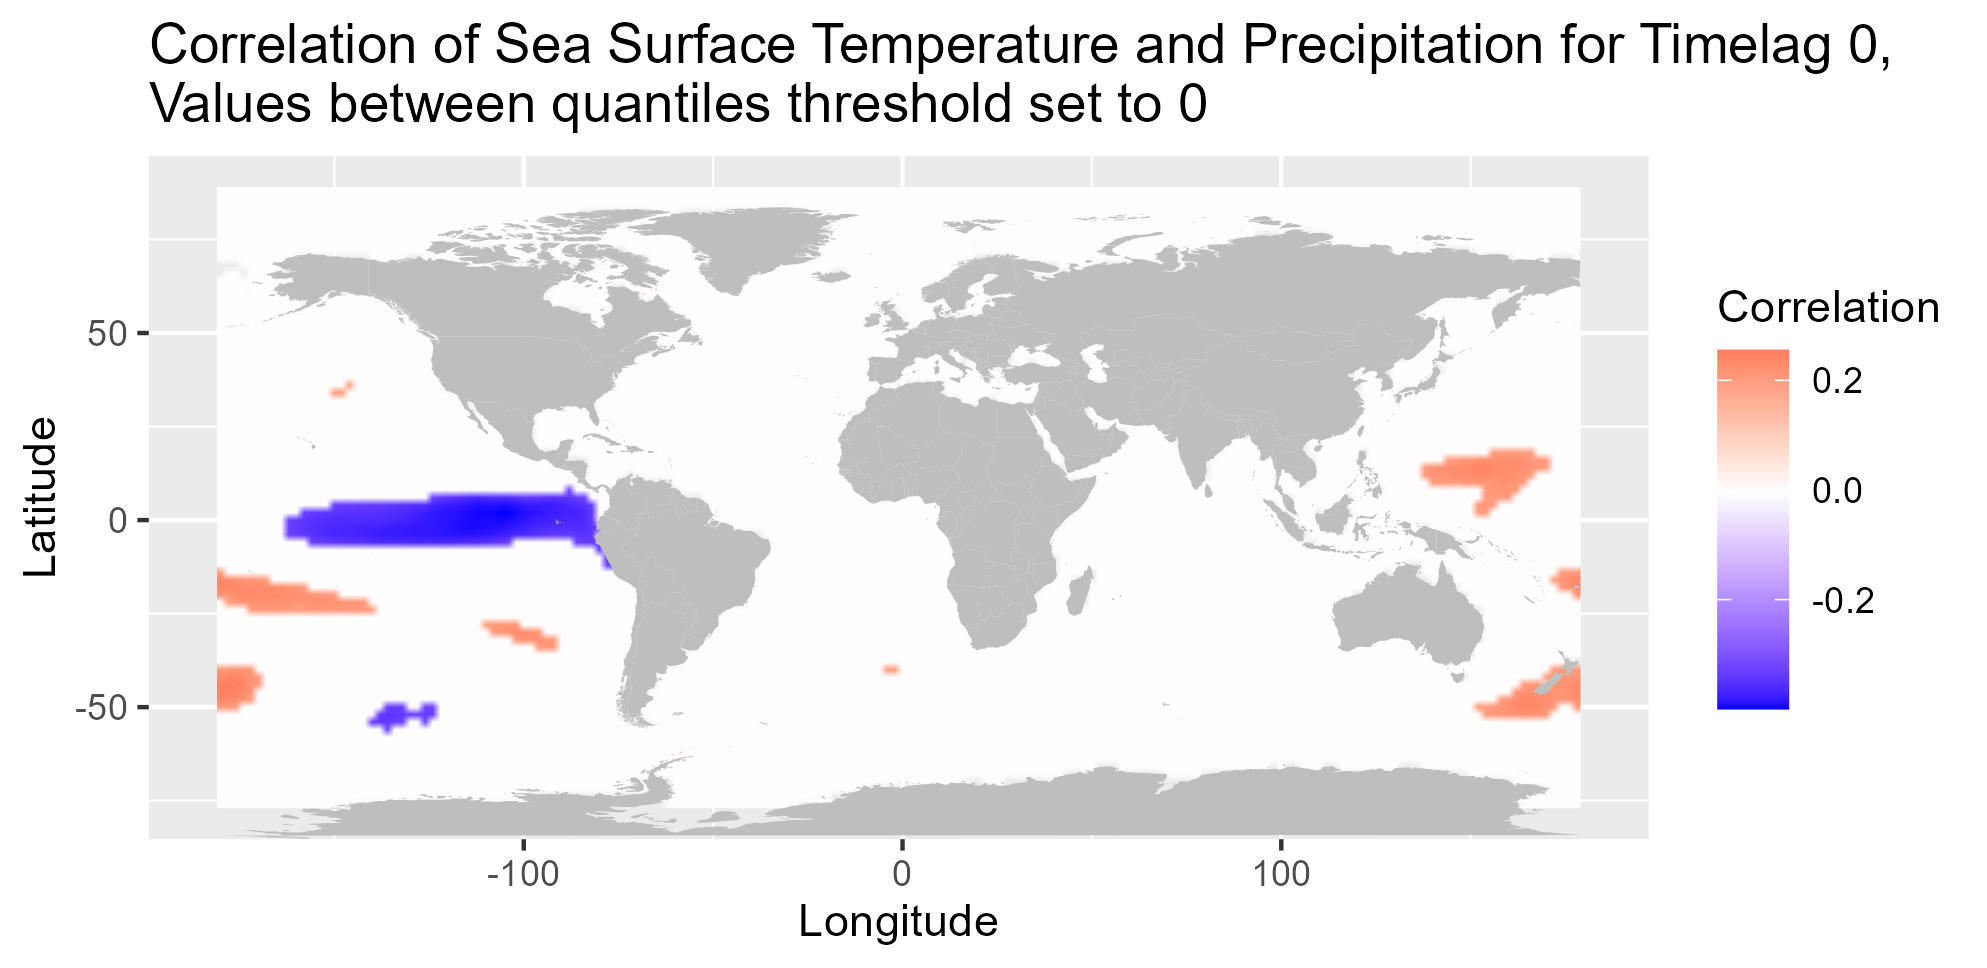 Correlation of Sea Surface Temperature and Precipitation for Timelag 0,
Values between quantiles threshold set to 0
Correlation
0.2
0.0
-0.2
Latitude
50
0
-50
-100
0
100
Longitude